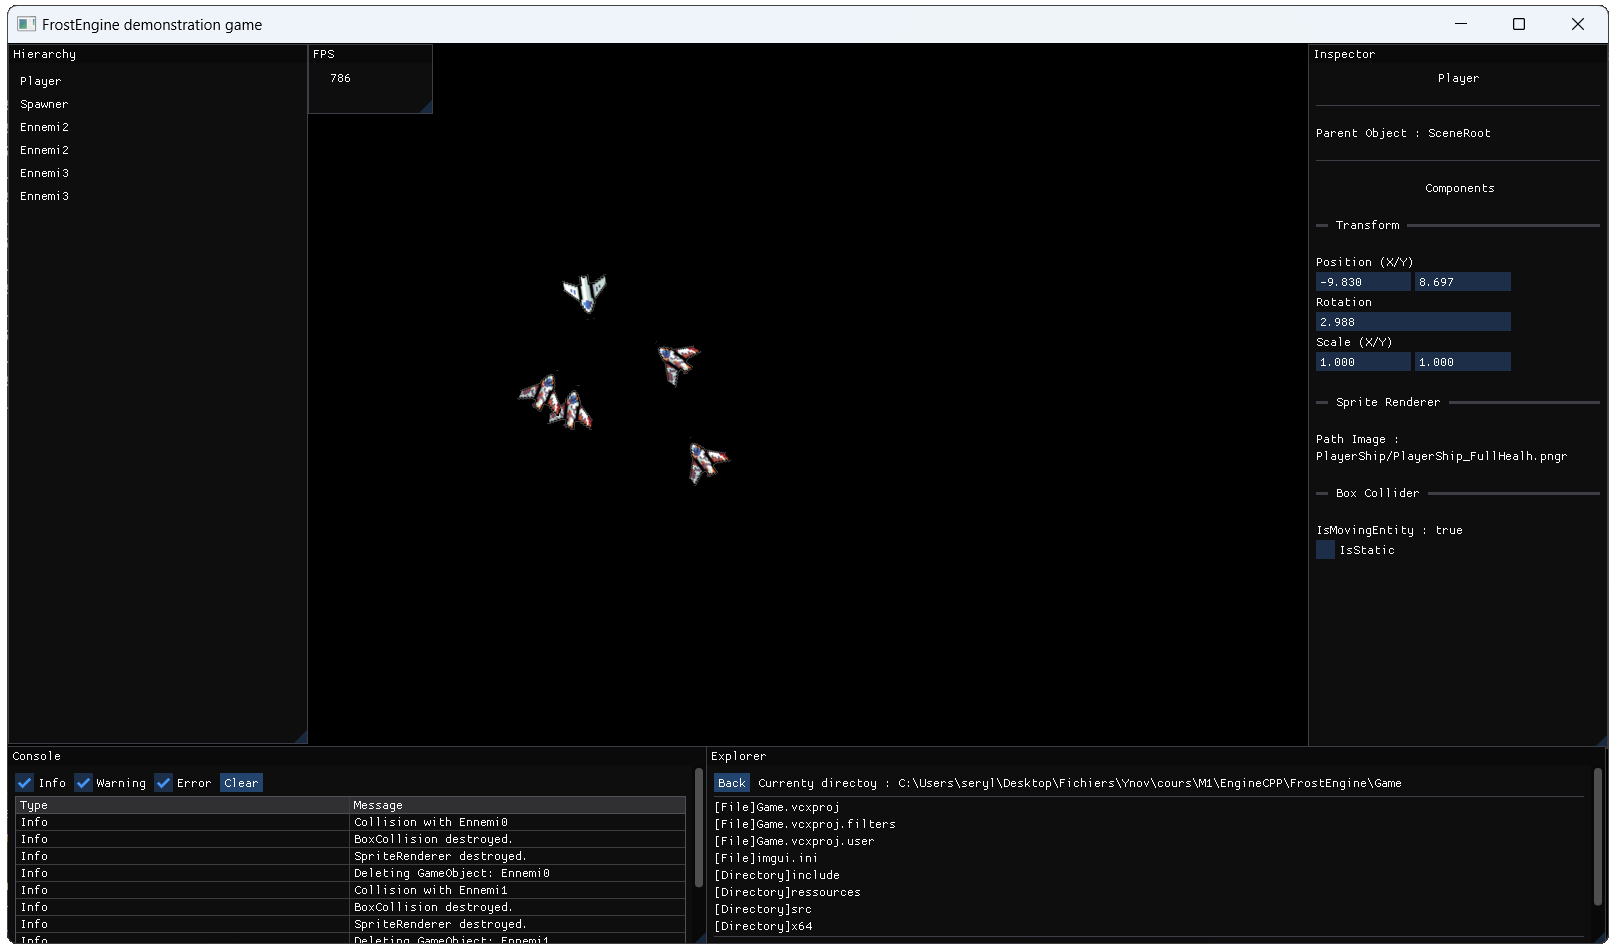 FrostEngine demonstration game
Hierarchy
Player
Spawner
Ennemi2
Ennemi2
Ennemi3
Ennemi3
FPS
786
Inspector
Player
Parent Object : SceneRoot
Components
Transform
Position (X/Y)
-9.830 8.697
Rotation
2.988
Scale (X/Y)
1.000 1.000
Sprite Renderer
Path Image :
PlayerShip/PlayerShip_FullHealh.pngr
Box Collider
IsMovingEntity : true
IsStatic
Console
Info Warning Error Clear
Type Message
Info Collision with Ennemi0
Info BoxCollision destroyed.
Info SpriteRenderer destroyed.
Info Deleting GameObject: Ennemi0
Info Collision with Ennemi1
Info BoxCollision destroyed.
Info SpriteRenderer destroyed.
Info Deleting GameObject: Ennemi1
Explorer
Back Currenty directoy : C:\Users\seryl\Desktop\Fichiers\Ynov\cours\M1\EngineCPP\FrostEngine\Game
[File]Game.vcxproj
[File]Game.vcxproj.filters
[File]Game.vcxproj.user
[File]imgui.ini
[Directory]include
[Directory]ressources
[Directory]src
[Directory]x64